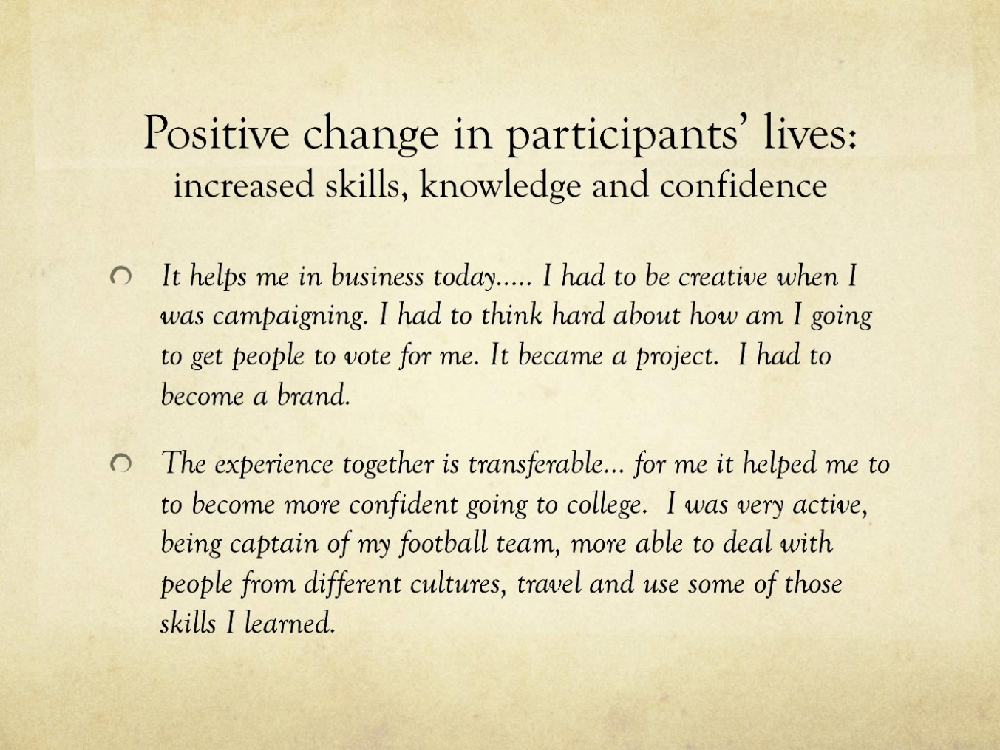 Positive change in participants’ lives:
increased skills, knowledge and confidence
It helps me in business today….. I had to be creative when I
was campaigning. I had to think hard about how am I going
to get people to vote for me. It became a project.  I had to
become a brand.
The experience together is transferable… for me it helped me to
to become more confident going to college.  I was very active,
being captain of my football team, more able to deal with
people from different cultures, travel and use some of those
skills I learned.